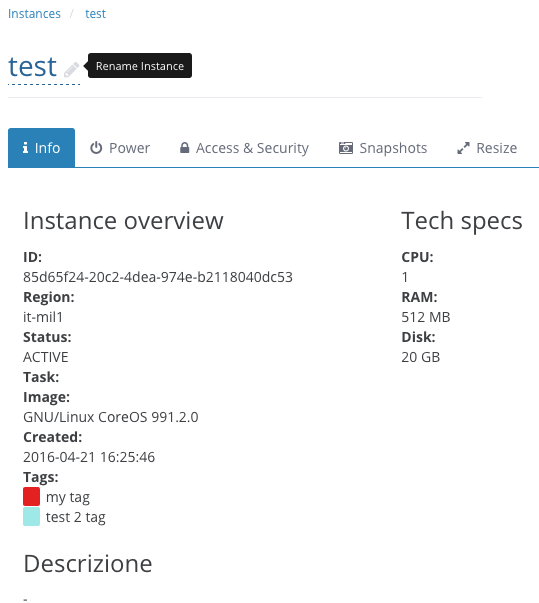 Instances / test
test
Rename Instance
Info Power Access & Security Snapshots Resize
Instance overview
ID:
85d65f24-20c2-4dea-974e-b2118040dc53
Region:
it-mil1
Status:
ACTIVE
Task:
Image:
GNU/Linux CoreOS 991.2.0
Created:
2016-04-21 16:25:46
Tags:
my tag
test 2 tag
Tech specs
CPU:
1
RAM:
512 MB
Disk:
20 GB
Descrizione
-